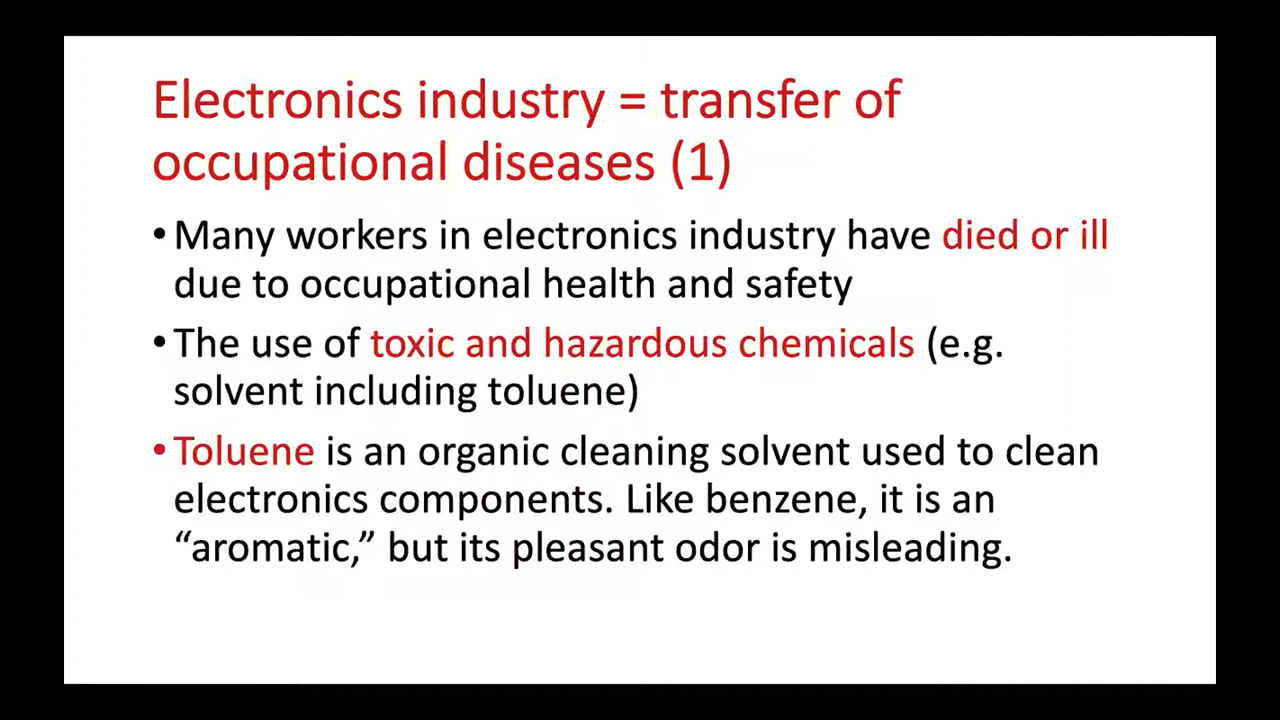 Electronics industry = transfer of
occupational diseases (1)
• Many workers in electronics industry have died or ill
due to occupational health and safety
• The use of toxic and hazardous chemicals (e.g.
solvent including toluene)
• Toluene is an organic cleaning solvent used to clean
electronics components. Like benzene, it is an
“aromatic,” but its pleasant odor is misleading.